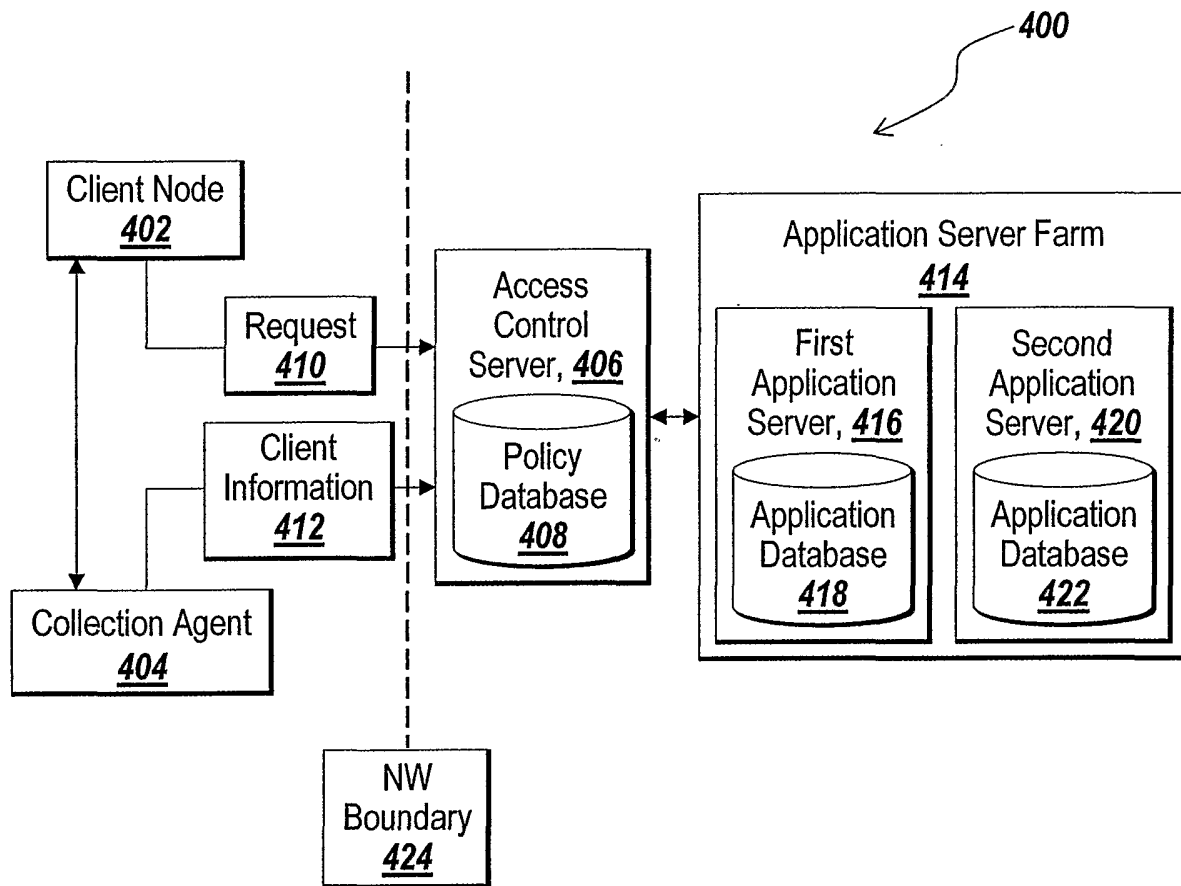 400
Client Node
402
Request
410
Client
Information
412
Collection Agent
404
NW
Boundary
424
Access
Control
Server, 406
Policy
Database
408
Application Server Farm
414
First
Application
Server, 416
Application
Database
418
Second
Application
Server, 420
Application
Database
422